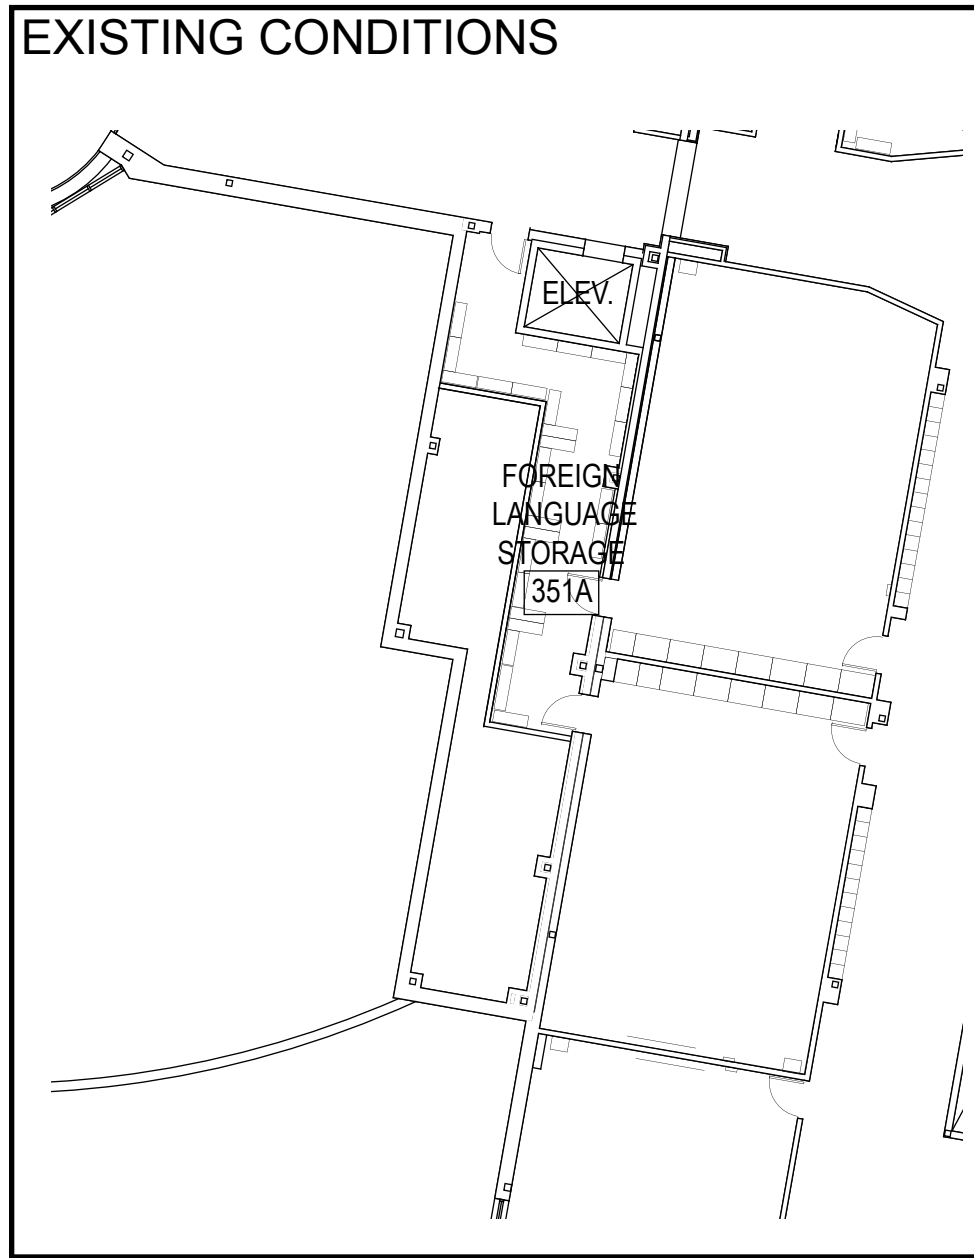 EXISTING CONDITIONS
ELEV.
FOREIGN
LANGUAGE
STORAGE
351A